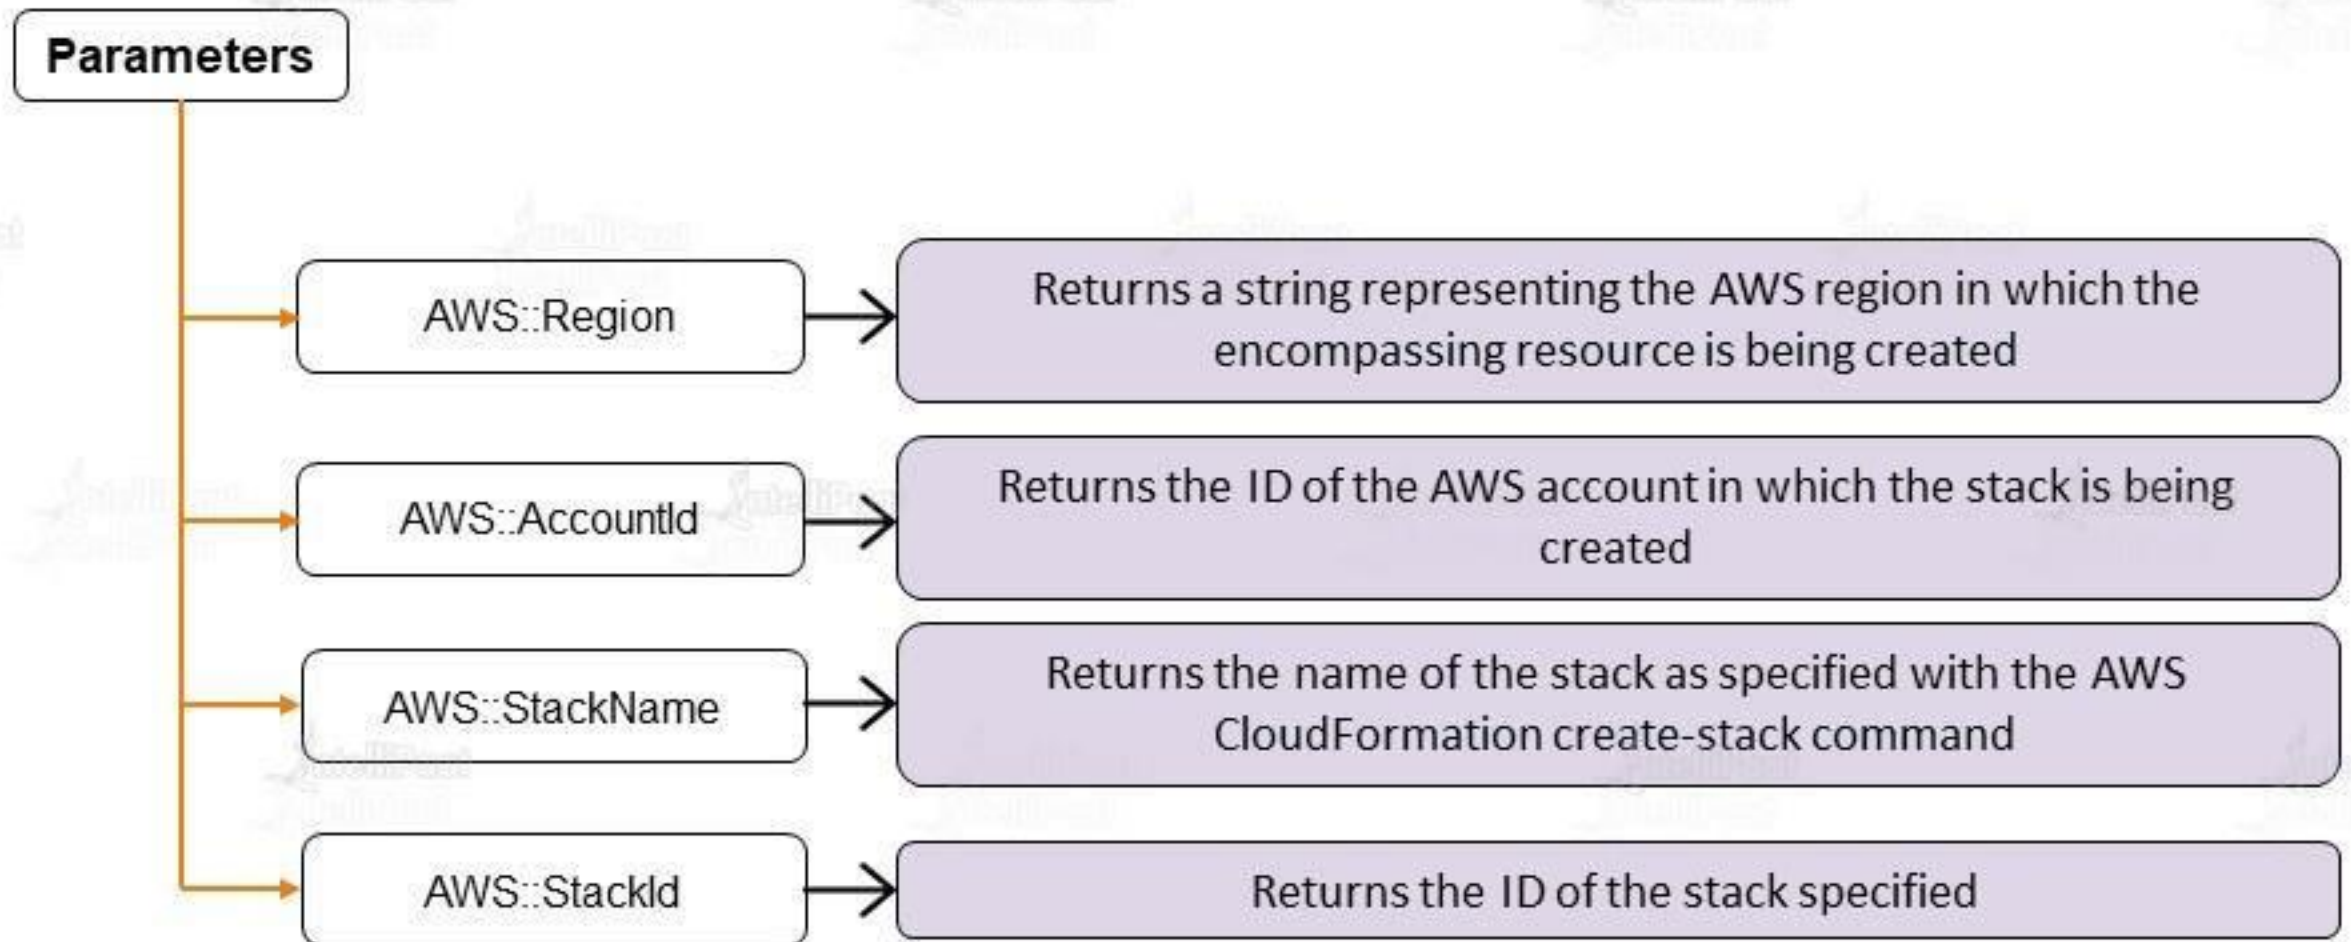 Parameters
AWS::Region
Returns a string representing the AWS region in which the
encompassing resource is being created
AWS::AccountId
Returns the ID of the AWS account in which the stack is being
created
AWS::StackName
Returns the name of the stack as specified with the AWS
CloudFormation create-stack command
AWS::StackId
Returns the ID of the stack specified